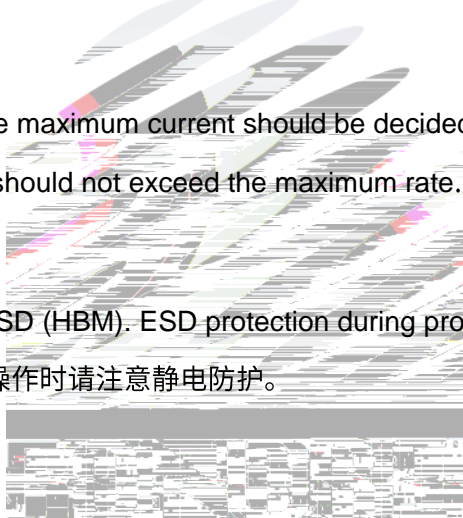 e maximum current should be decided
should not exceed the maximum rate.
SD (HBM). ESD protection during pro
操作时请注意静电防护。